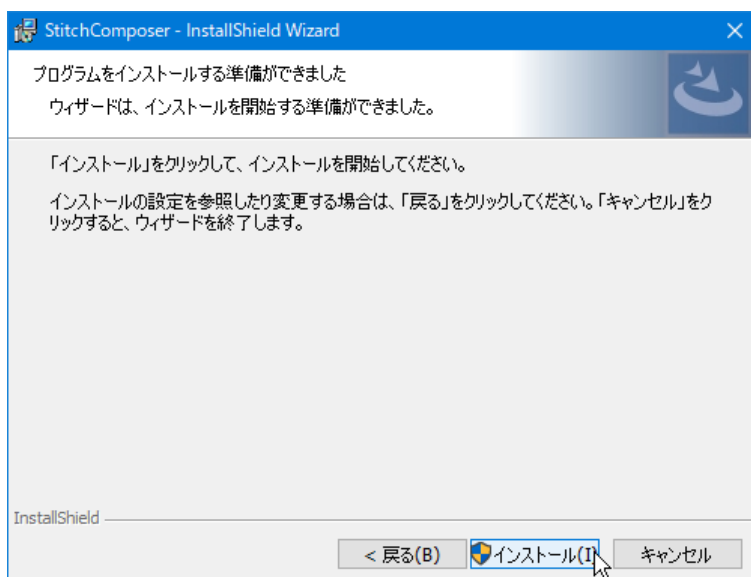 StitchComposer - InstallShield Wizard
プログラムをインストールする準備ができました
ウィザードは、インストールを開始する準備ができました。
「インストール」をクリックして、インストールを開始してください。
インストールの設定を参照したり変更する場合は、「戻る」をクリックしてください。「キャンセル」をク
リックすると、ウィザードを終了します。
InstallShield
< 戻る(B)
インストール(I)
キャンセル